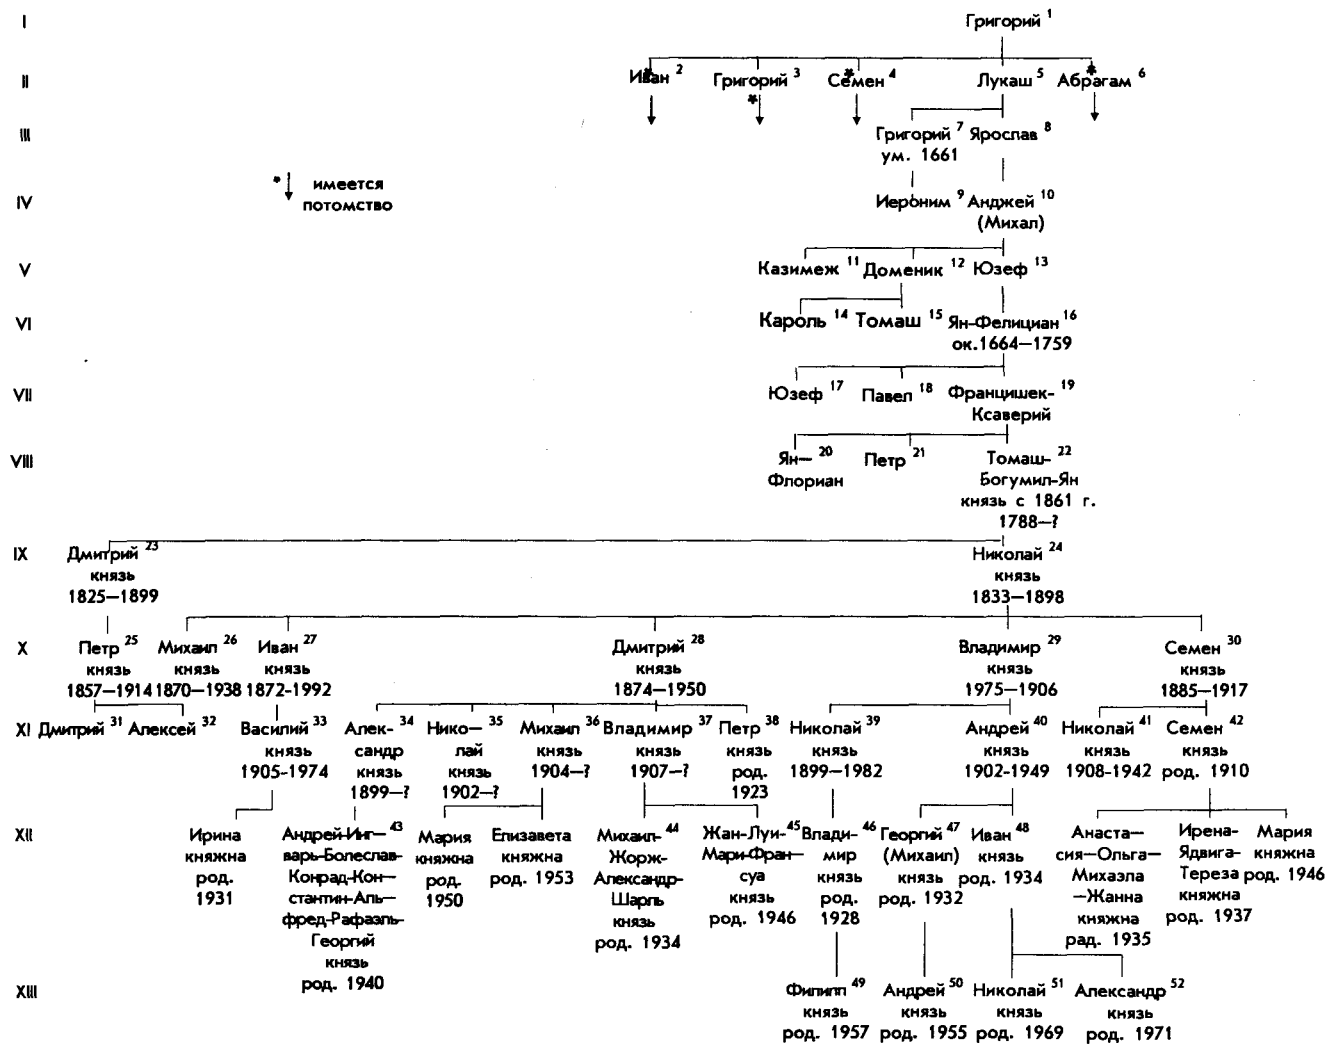 I
Григорий 1
II
Иван 2 Григорий 3 Семен 4 Лукаш 5 Абрагам 6
III
Григорий 7 Ярослав 8
ум. 1661
* имеется
потомство
IV
Иероним 9 Анджей 10
(Михал)
V
Казимеж 11 Доменик 12 Юзеф 13
VI
Кароль 14 Томаш 15 Ян-Фелициан 16
ок.1664—1759
VII
Юзеф 17 Павел 18 Францишек- 19
Ксаверий
VIII
Ян— 20 Петр 21 Томаш- 22
Флориан Богумил-Ян
князь с 1861 г.
1788—?
IX
Дмитрий 23 Николай 24
князь князь
1825—1899 1833—1898
X
Петр 25 Михаил 26 Иван 27 Дмитрий 28 Владимир 29 Семен 30
князь князь князь князь князь князь
1857—1914 1870—1938 1872-1992 1874—1950 1975—1906 1885—1917
XI
Дмитрий 31 Алексей 32 Василий 33 Алек- 34 Нико— 35 Михаил 36 Владимир 37 Петр 38 Николай 39 Андрей 40 Николай 41 Семен 42
князь сандр лай князь князь князь князь князь князь князь
1905-1974 князь князь 1904—? 1907—? род. 1899—1982 1902-1949 1908-1942 род. 1910
1899—? 1902—? 1923
XII
Ирина Андрей-Инг— 43 Мария Елизавета Михаил- 44 Жан-Луи- 45 Влади- 46 Георгий 47 Иван 48 Анаста— Ирена- Мария
княжна варь-Болеслав- княжна княжна Жорж- Мари-Фран— мир (Михаил) князь сия—Ольга— Ядвига- княжна
род. Конрад-Кон— род. род. 1953 Александр- суа князь князь род. 1934 Михаэла Тереза род. 1946
1931 стантин-Аль— 1950 Шарль князь род. род. 1932 —Жанна княжна
фред-Рафаэль- князь род. 1946 1928 княжна род. 1937
Георгий род. 1934 рад. 1935
князь
род. 1940
XIII
Филипп 49 Андрей 50 Николай 51 Александр 52
князь князь князь князь
род. 1957 род. 1955 род. 1969 род. 1971